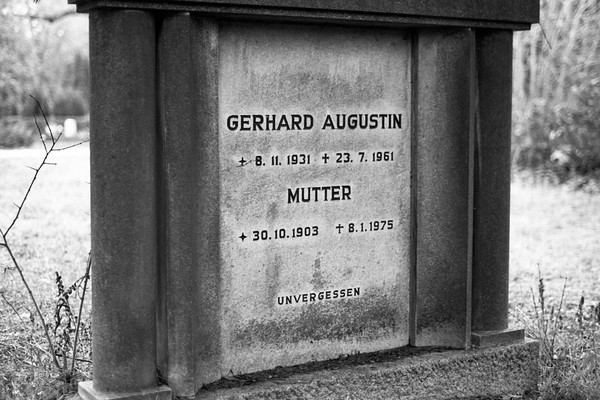 GERHARD AUGUSTIN
✦ 8. 11. 1931 ✝ 23. 7. 1961
MUTTER
✦ 30.10.1903 ✝ 8.1.1975
UNVERGESSEN